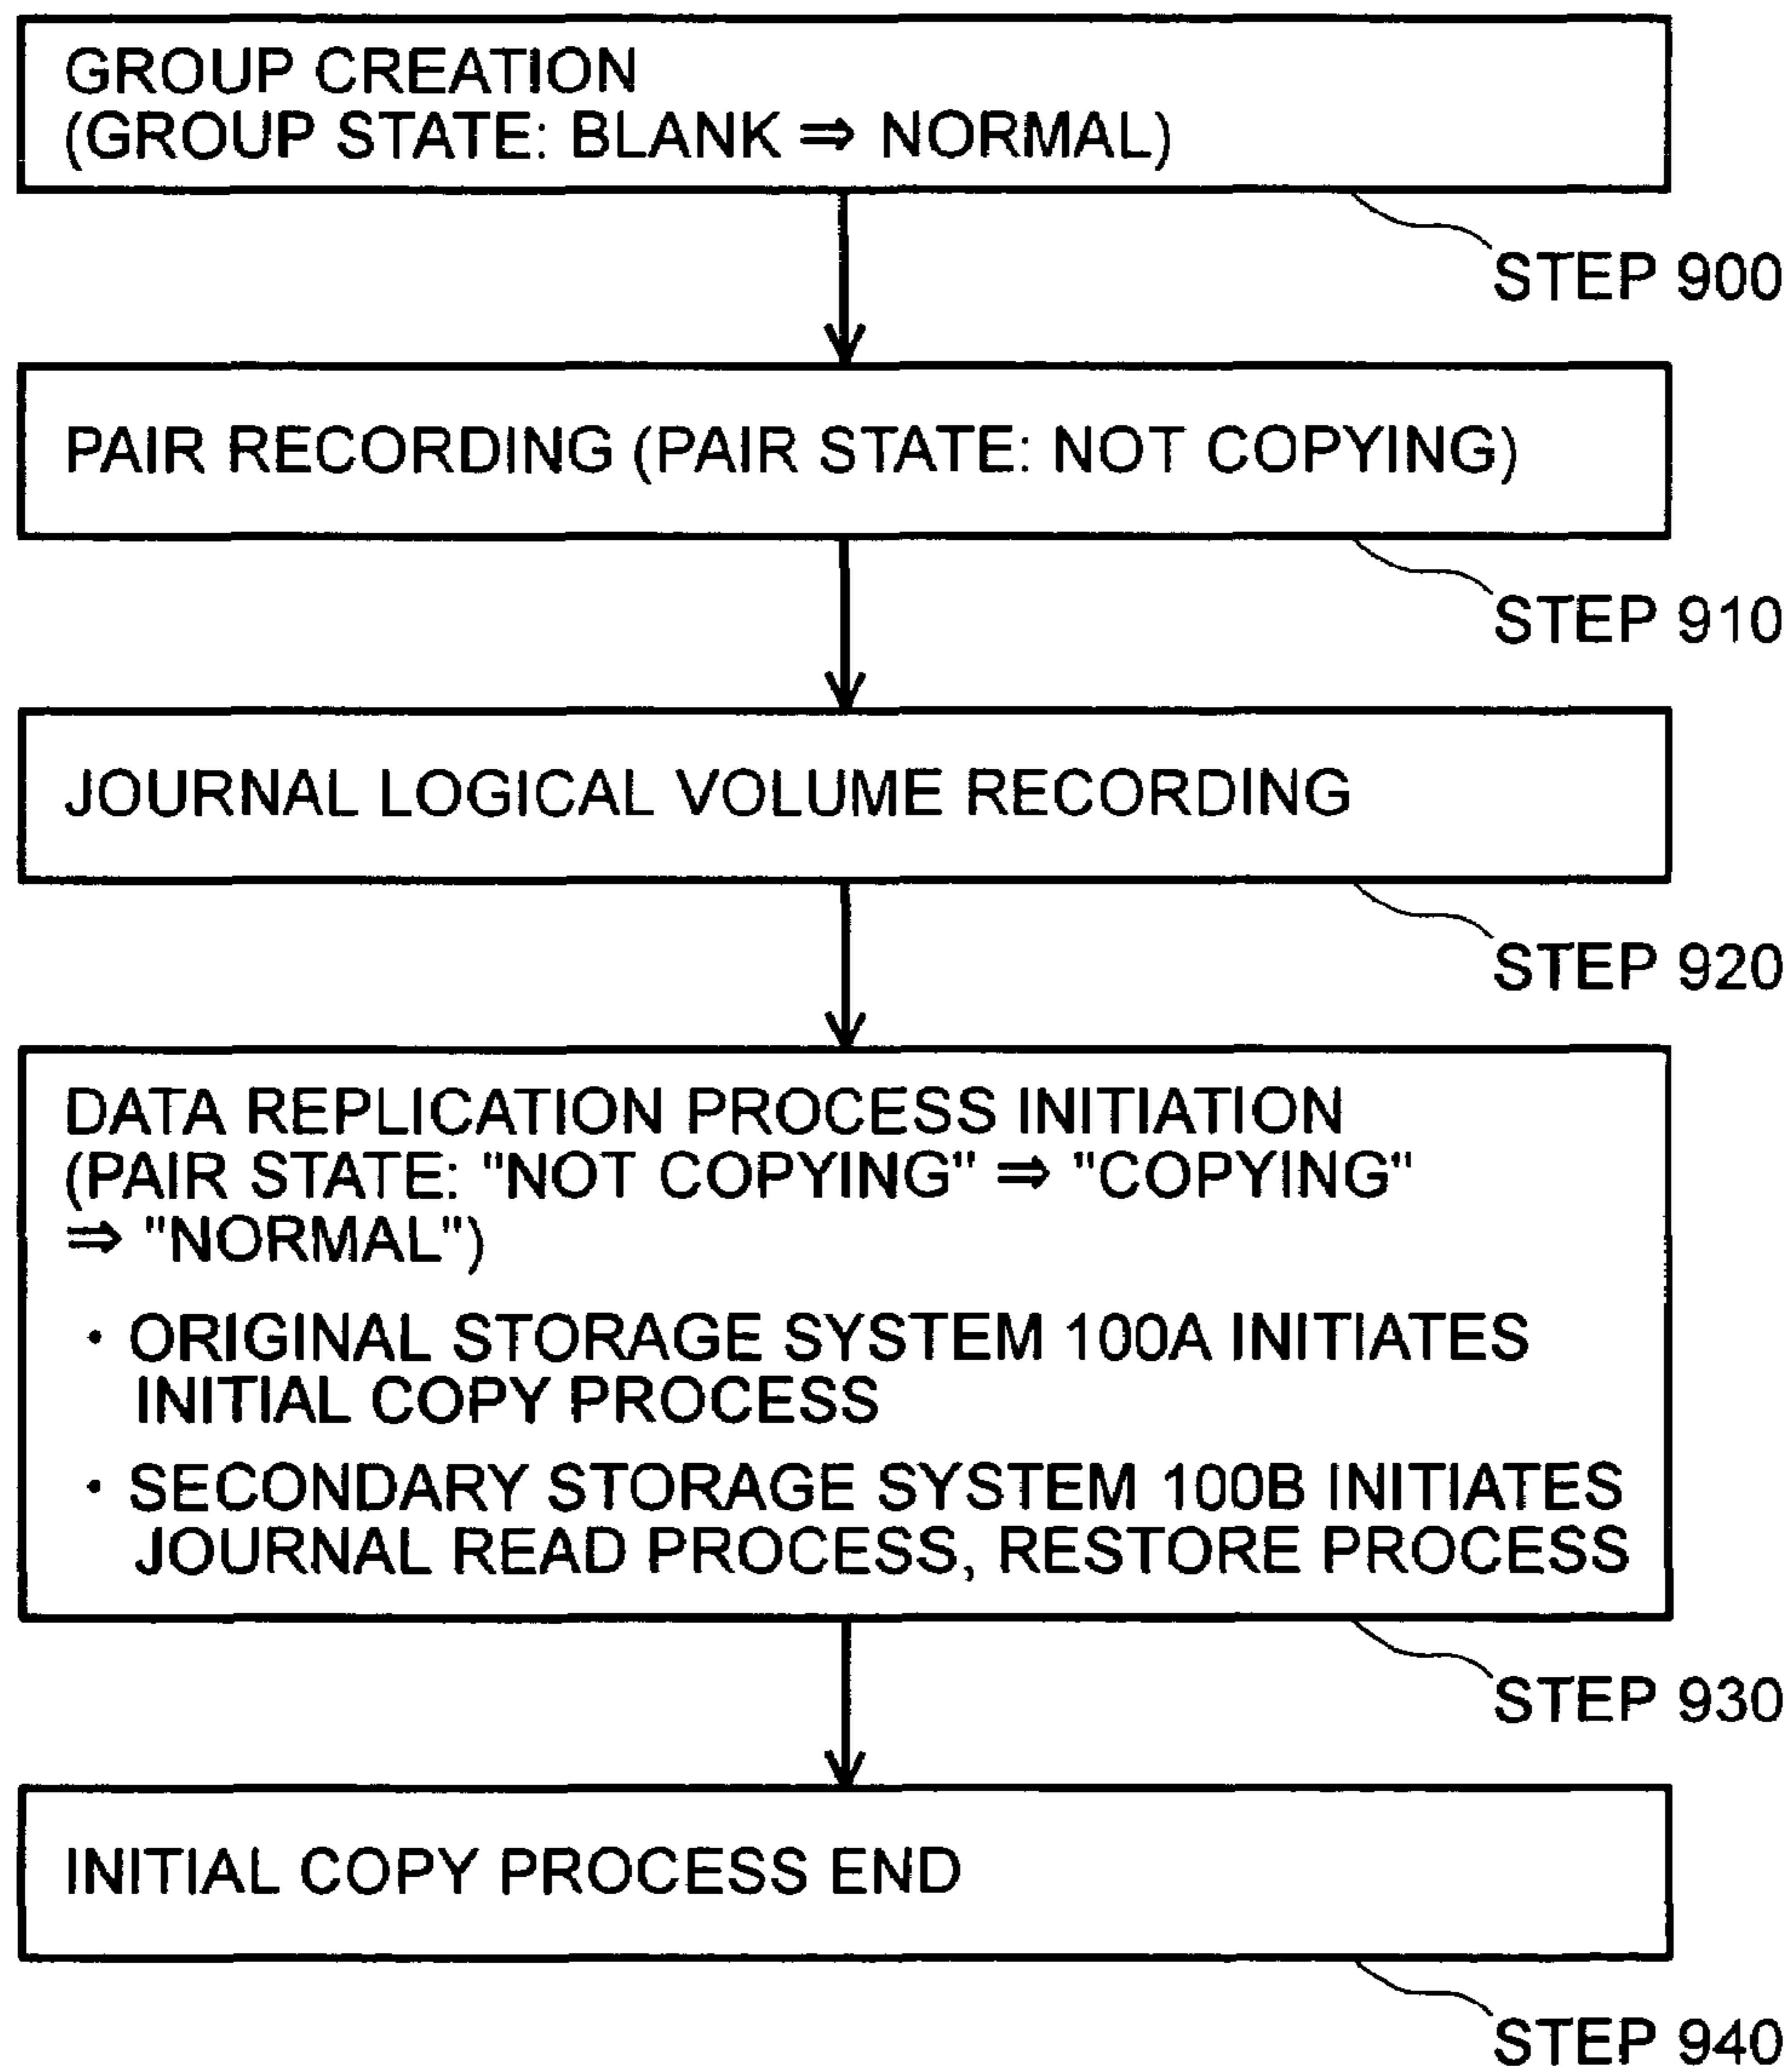 GROUP CREATION
(GROUP STATE: BLANK ⇒ NORMAL)
STEP 900
PAIR RECORDING (PAIR STATE: NOT COPYING)
STEP 910
JOURNAL LOGICAL VOLUME RECORDING
STEP 920
DATA REPLICATION PROCESS INITIATION
(PAIR STATE: "NOT COPYING" ⇒ "COPYING"
⇒ "NORMAL")
・ORIGINAL STORAGE SYSTEM 100A INITIATES
INITIAL COPY PROCESS
・SECONDARY STORAGE SYSTEM 100B INITIATES
JOURNAL READ PROCESS, RESTORE PROCESS
STEP 930
INITIAL COPY PROCESS END
STEP 940